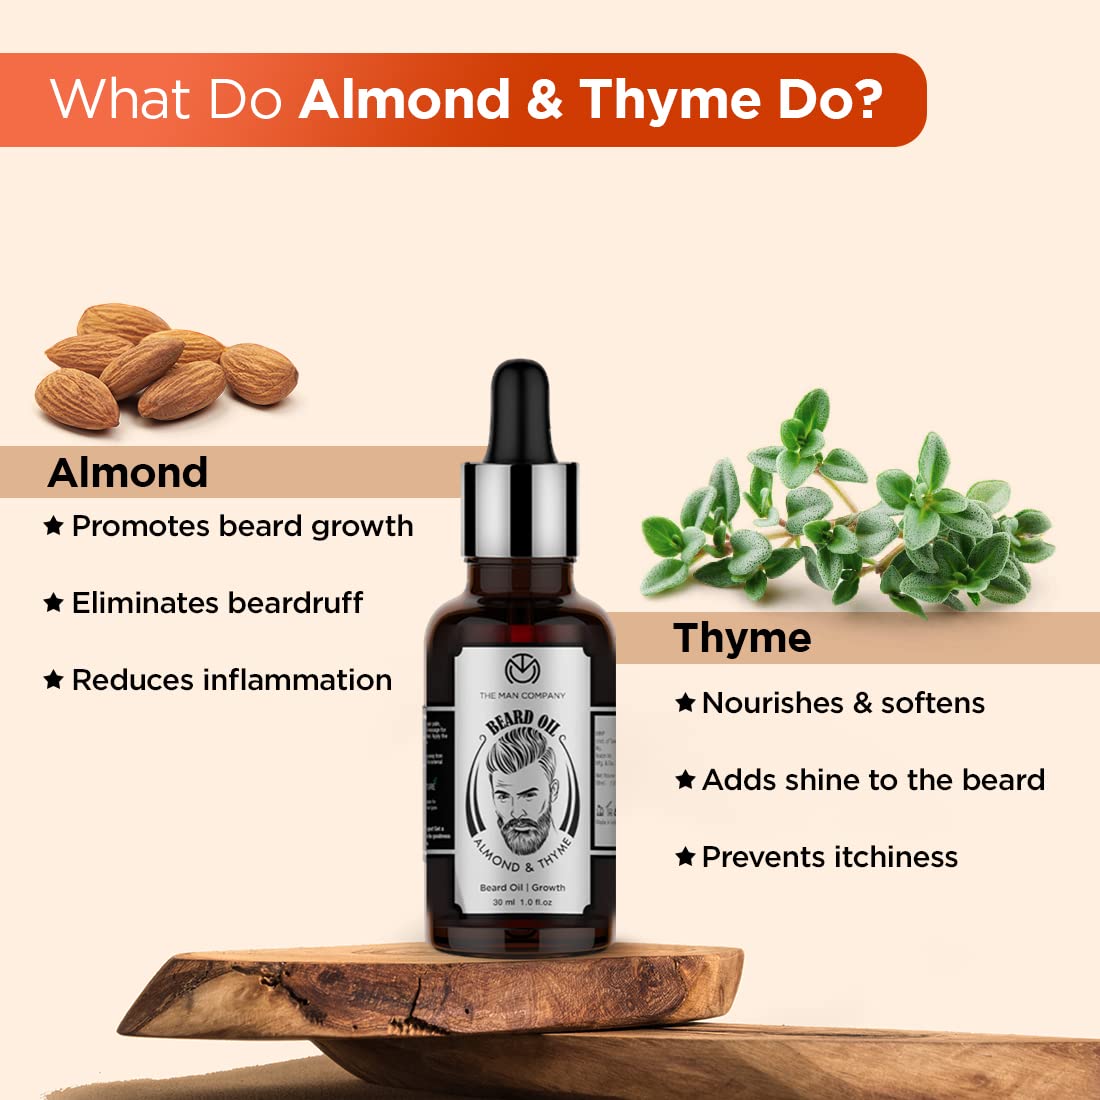 What Do Almond & Thyme Do?
Almond
Promotes beard growth
Eliminates beardruff
Reduces inflammation
Thyme
Nourishes & softens
Adds shine to the beard
Prevents itchiness
THE MAN COMPANY
BEARD OIL
ALMOND & THYME
Beard Oil | Growth
30 ml 1.0 fl.oz